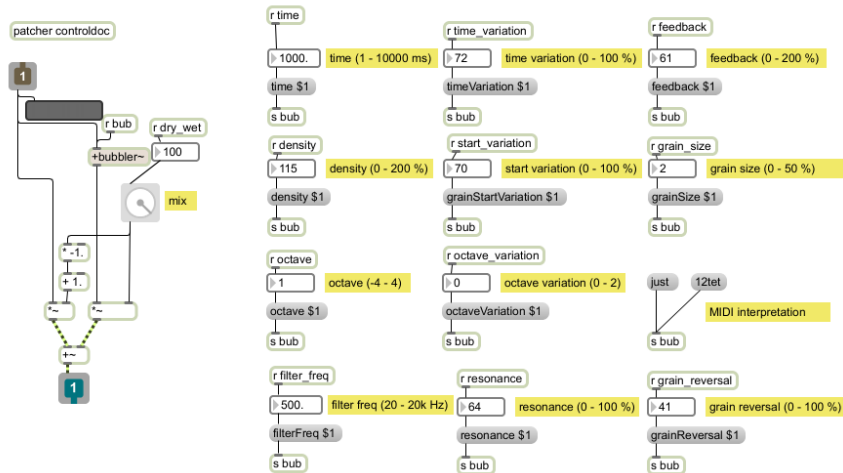 patcher controldoc
1
r bub
r dry_wet
+bubbler~
100
mix
* -1.
+ 1.
*~
*~
+~
1
r time
1000.
time (1 - 10000 ms)
time $1
s bub
r time_variation
72
time variation (0 - 100 %)
timeVariation $1
s bub
r feedback
61
feedback (0 - 200 %)
feedback $1
s bub
r density
115
density (0 - 200 %)
density $1
s bub
r start_variation
70
start variation (0 - 100 %)
grainStartVariation $1
s bub
r grain_size
2
grain size (0 - 50 %)
grainSize $1
s bub
r octave
1
octave (-4 - 4)
octave $1
s bub
r octave_variation
0
octave variation (0 - 2)
octaveVariation $1
s bub
just
12tet
MIDI interpretation
s bub
r filter_freq
500.
filter freq (20 - 20k Hz)
filterFreq $1
s bub
r resonance
64
resonance (0 - 100 %)
resonance $1
s bub
r grain_reversal
41
grain reversal (0 - 100 %)
grainReversal $1
s bub